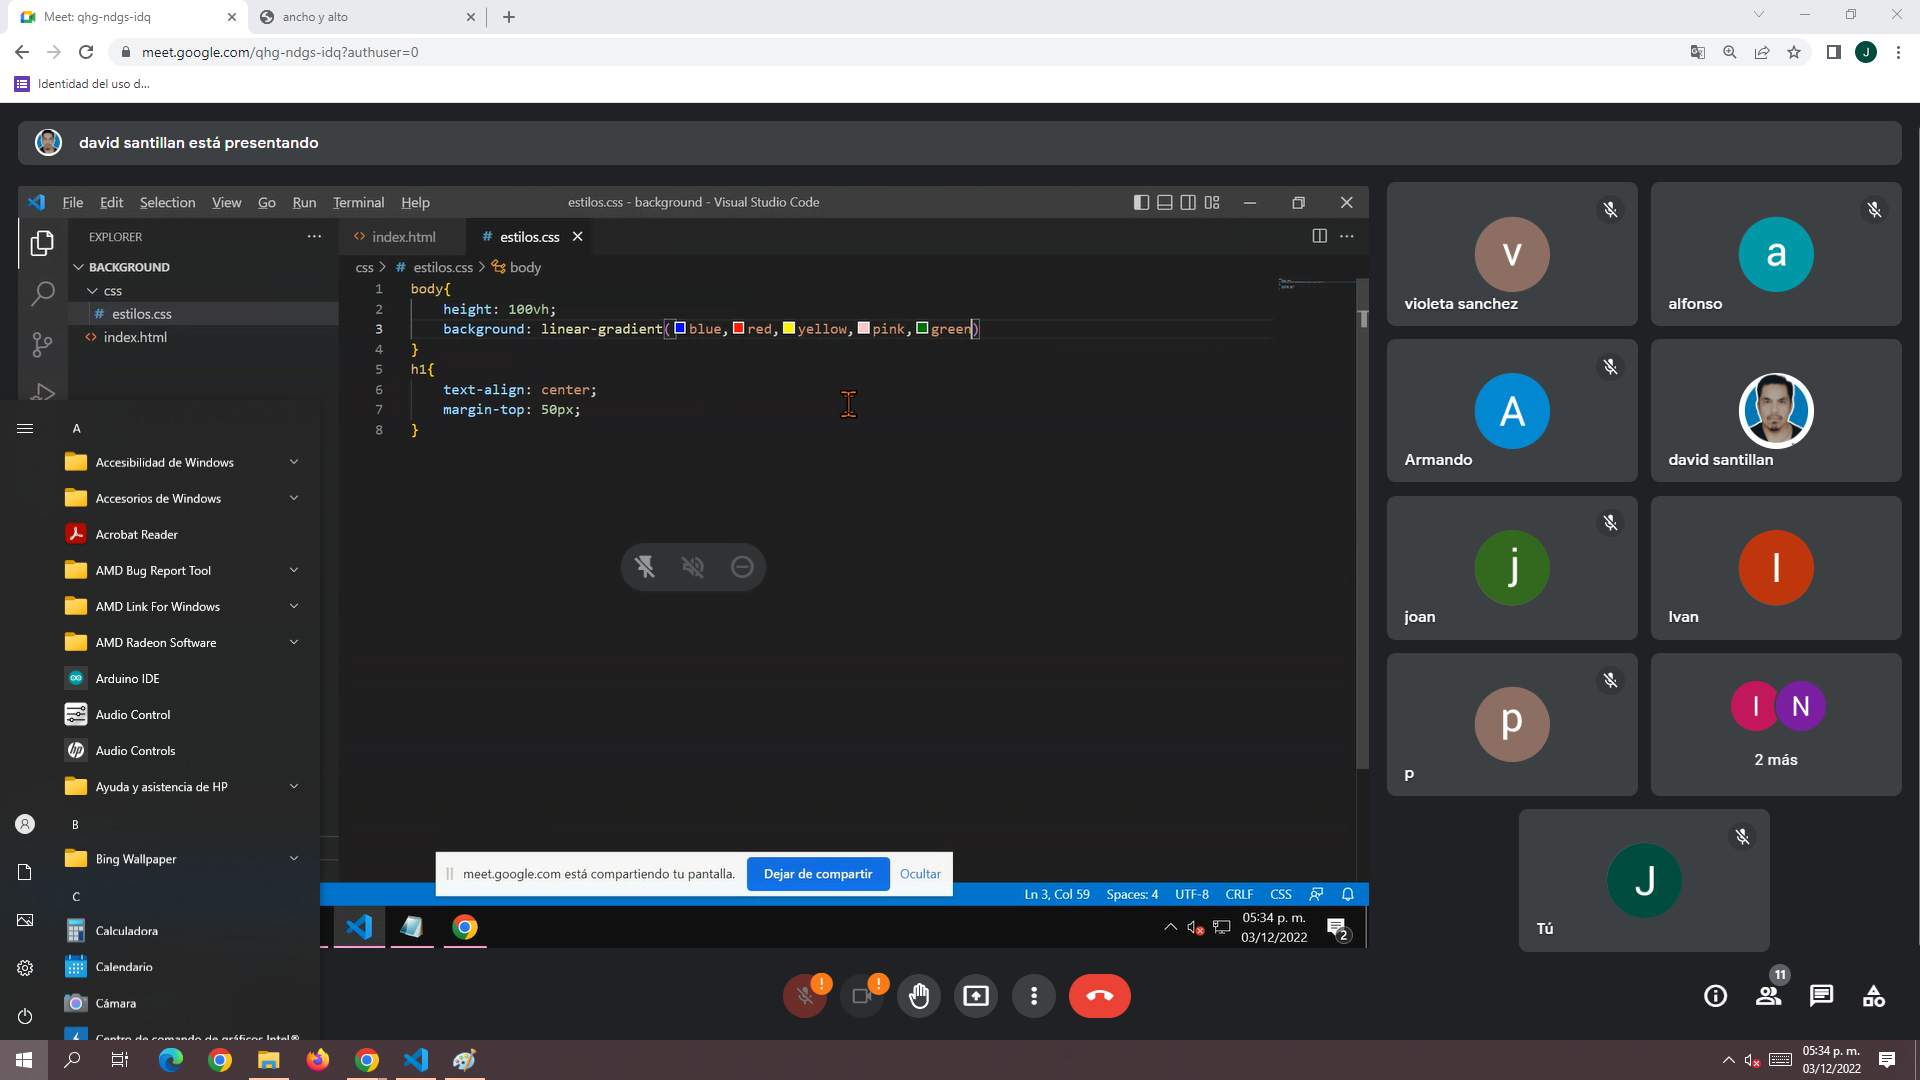 Meet: qhg-ndgs-idq
ancho y alto
meet.google.com/qhg-ndgs-idq?authuser=0
J
Identidad del uso d...
david santillan está presentando
File Edit Selection View Go Run Terminal Help
estilos.css - background - Visual Studio Code
EXPLORER
index.html
# estilos.css
BACKGROUND
css
# estilos.css
index.html
css > # estilos.css > body
1 body{
2 height: 100vh;
3 background: linear-gradient(blue,red,yellow,pink,green)
4 }
5 h1{
6 text-align: center;
7 margin-top: 50px;
8 }
A
Accesibilidad de Windows
Accesorios de Windows
Acrobat Reader
AMD Bug Report Tool
AMD Link For Windows
AMD Radeon Software
Arduino IDE
Audio Control
Audio Controls
Ayuda y asistencia de HP
B
Bing Wallpaper
C
Calculadora
Calendario
Cámara
Centro de comando de gráficos Intel®
meet.google.com está compartiendo tu pantalla.
Dejar de compartir
Ocultar
Ln 3, Col 59 Spaces: 4 UTF-8 CRLF CSS
05:34 p. m.
03/12/2022
2
v
violeta sanchez
a
alfonso
A
Armando
david santillan
j
joan
I
Ivan
p
p
I N
2 más
J
Tú
11
05:34 p. m.
03/12/2022